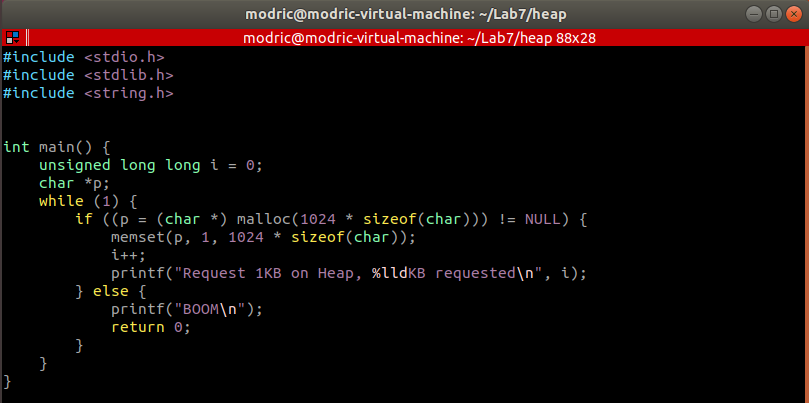 modric@modric-virtual-machine: ~/Lab7/heap
modric@modric-virtual-machine: ~/Lab7/heap 88x28
#include <stdio.h>
#include <stdlib.h>
#include <string.h>
int main() {
    unsigned long long i = 0;
    char *p;
    while (1) {
        if ((p = (char *) malloc(1024 * sizeof(char))) != NULL) {
            memset(p, 1, 1024 * sizeof(char));
            i++;
            printf("Request 1KB on Heap, %lldKB requested\n", i);
        } else {
            printf("BOOM\n");
            return 0;
        }
    }
}